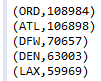 (ORD,108984)
(ATL,106898)
(DFW,70657)
(DEN,63003)
(LAX,59969)